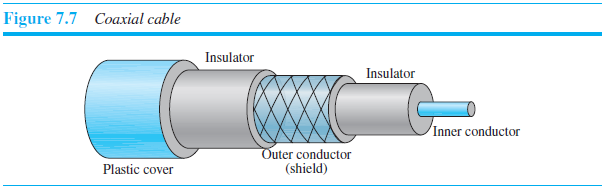 Figure 7.7 Coaxial cable
Insulator
Insulator
Inner conductor
Outer conductor
(shield)
Plastic cover